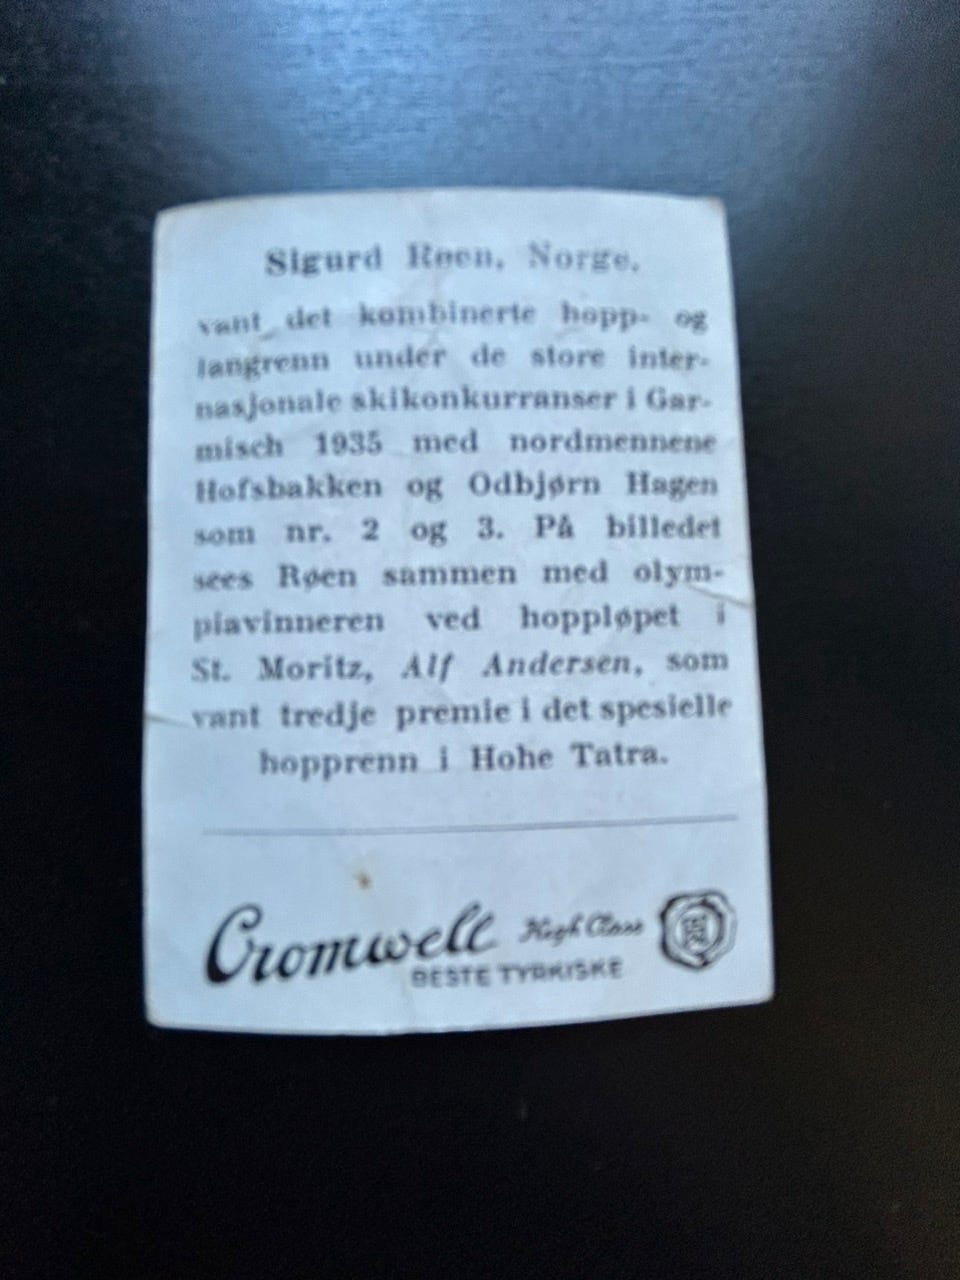 Sigurd Røen, Norge,
vant det kombinerte hopp- og
langrenn under de store inter-
nasjonale skikonkurranser i Gar-
misch 1935 med nordmennene
Hofsbakken og Odbjørn Hagen
som nr. 2 og 3. På billedet
sees Røen sammen med olym-
piavinneren ved hoppløpet i
St. Moritz, Alf Andersen, som
vant tredje premie i det spesielle
hopprenn i Hohe Tatra.
Cromwell High Class
BESTE TYRKISKE